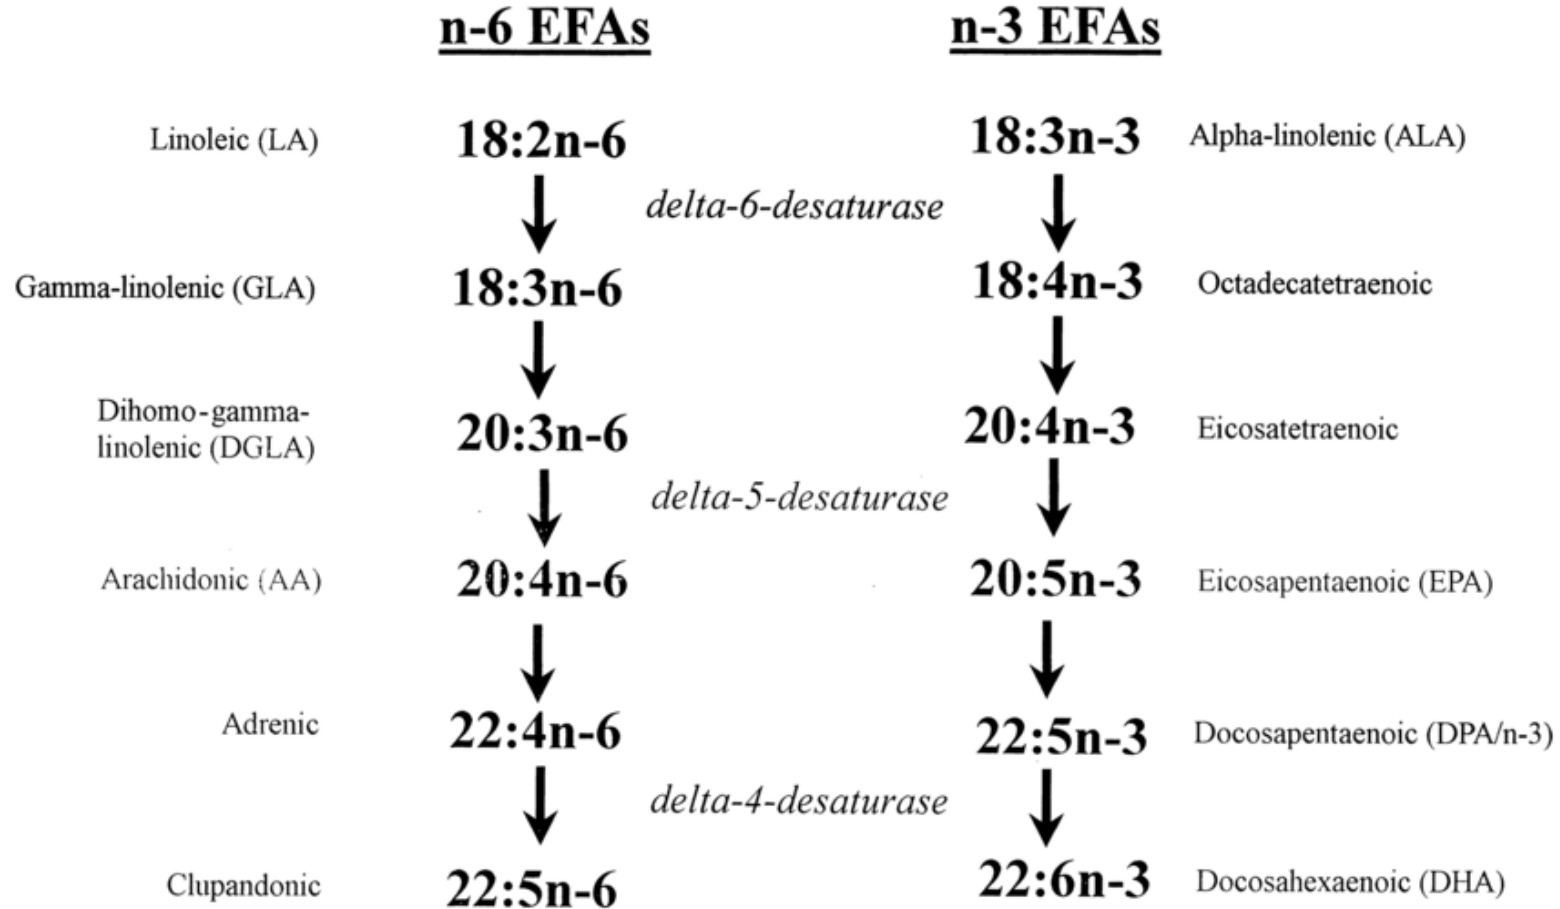 n-6 EFAs n-3 EFAs
Linoleic (LA) 18:2n-6 18:3n-3 Alpha-linolenic (ALA)
delta-6-desaturase
Gamma-linolenic (GLA) 18:3n-6 18:4n-3 Octadecatetraenoic
Dihomo-gamma-
linolenic (DGLA) 20:3n-6 20:4n-3 Eicosatetraenoic
delta-5-desaturase
Arachidonic (AA) 20:4n-6 20:5n-3 Eicosapentaenoic (EPA)
Adrenic 22:4n-6 22:5n-3 Docosapentaenoic (DPA/n-3)
delta-4-desaturase
Clupandonic 22:5n-6 22:6n-3 Docosahexaenoic (DHA)